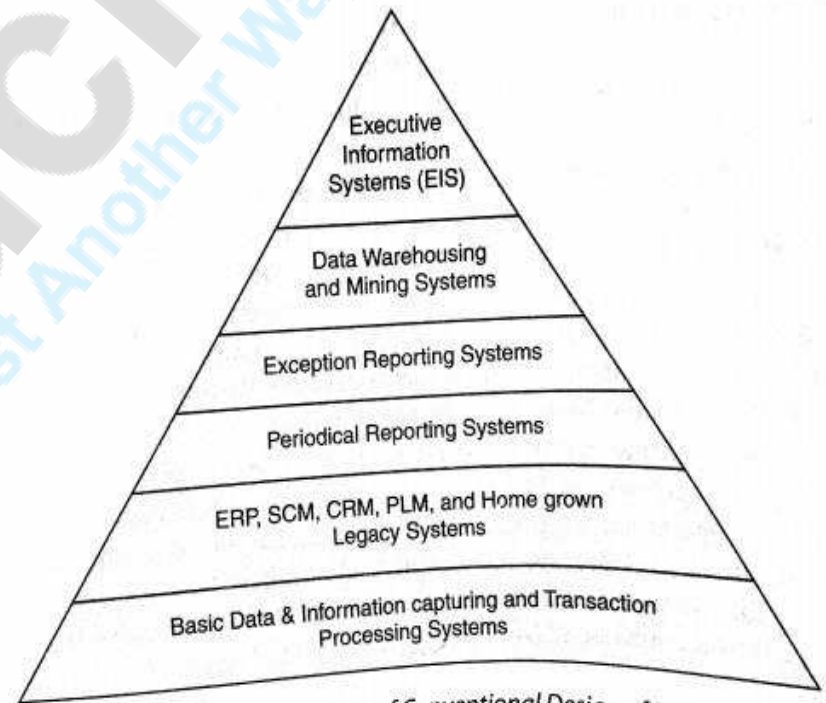 Executive
Information
Systems (EIS)
Data Warehousing
and Mining Systems
Exception Reporting Systems
Periodical Reporting Systems
ERP, SCM, CRM, PLM, and Home grown
Legacy Systems
Basic Data & Information capturing and Transaction
Processing Systems
Another